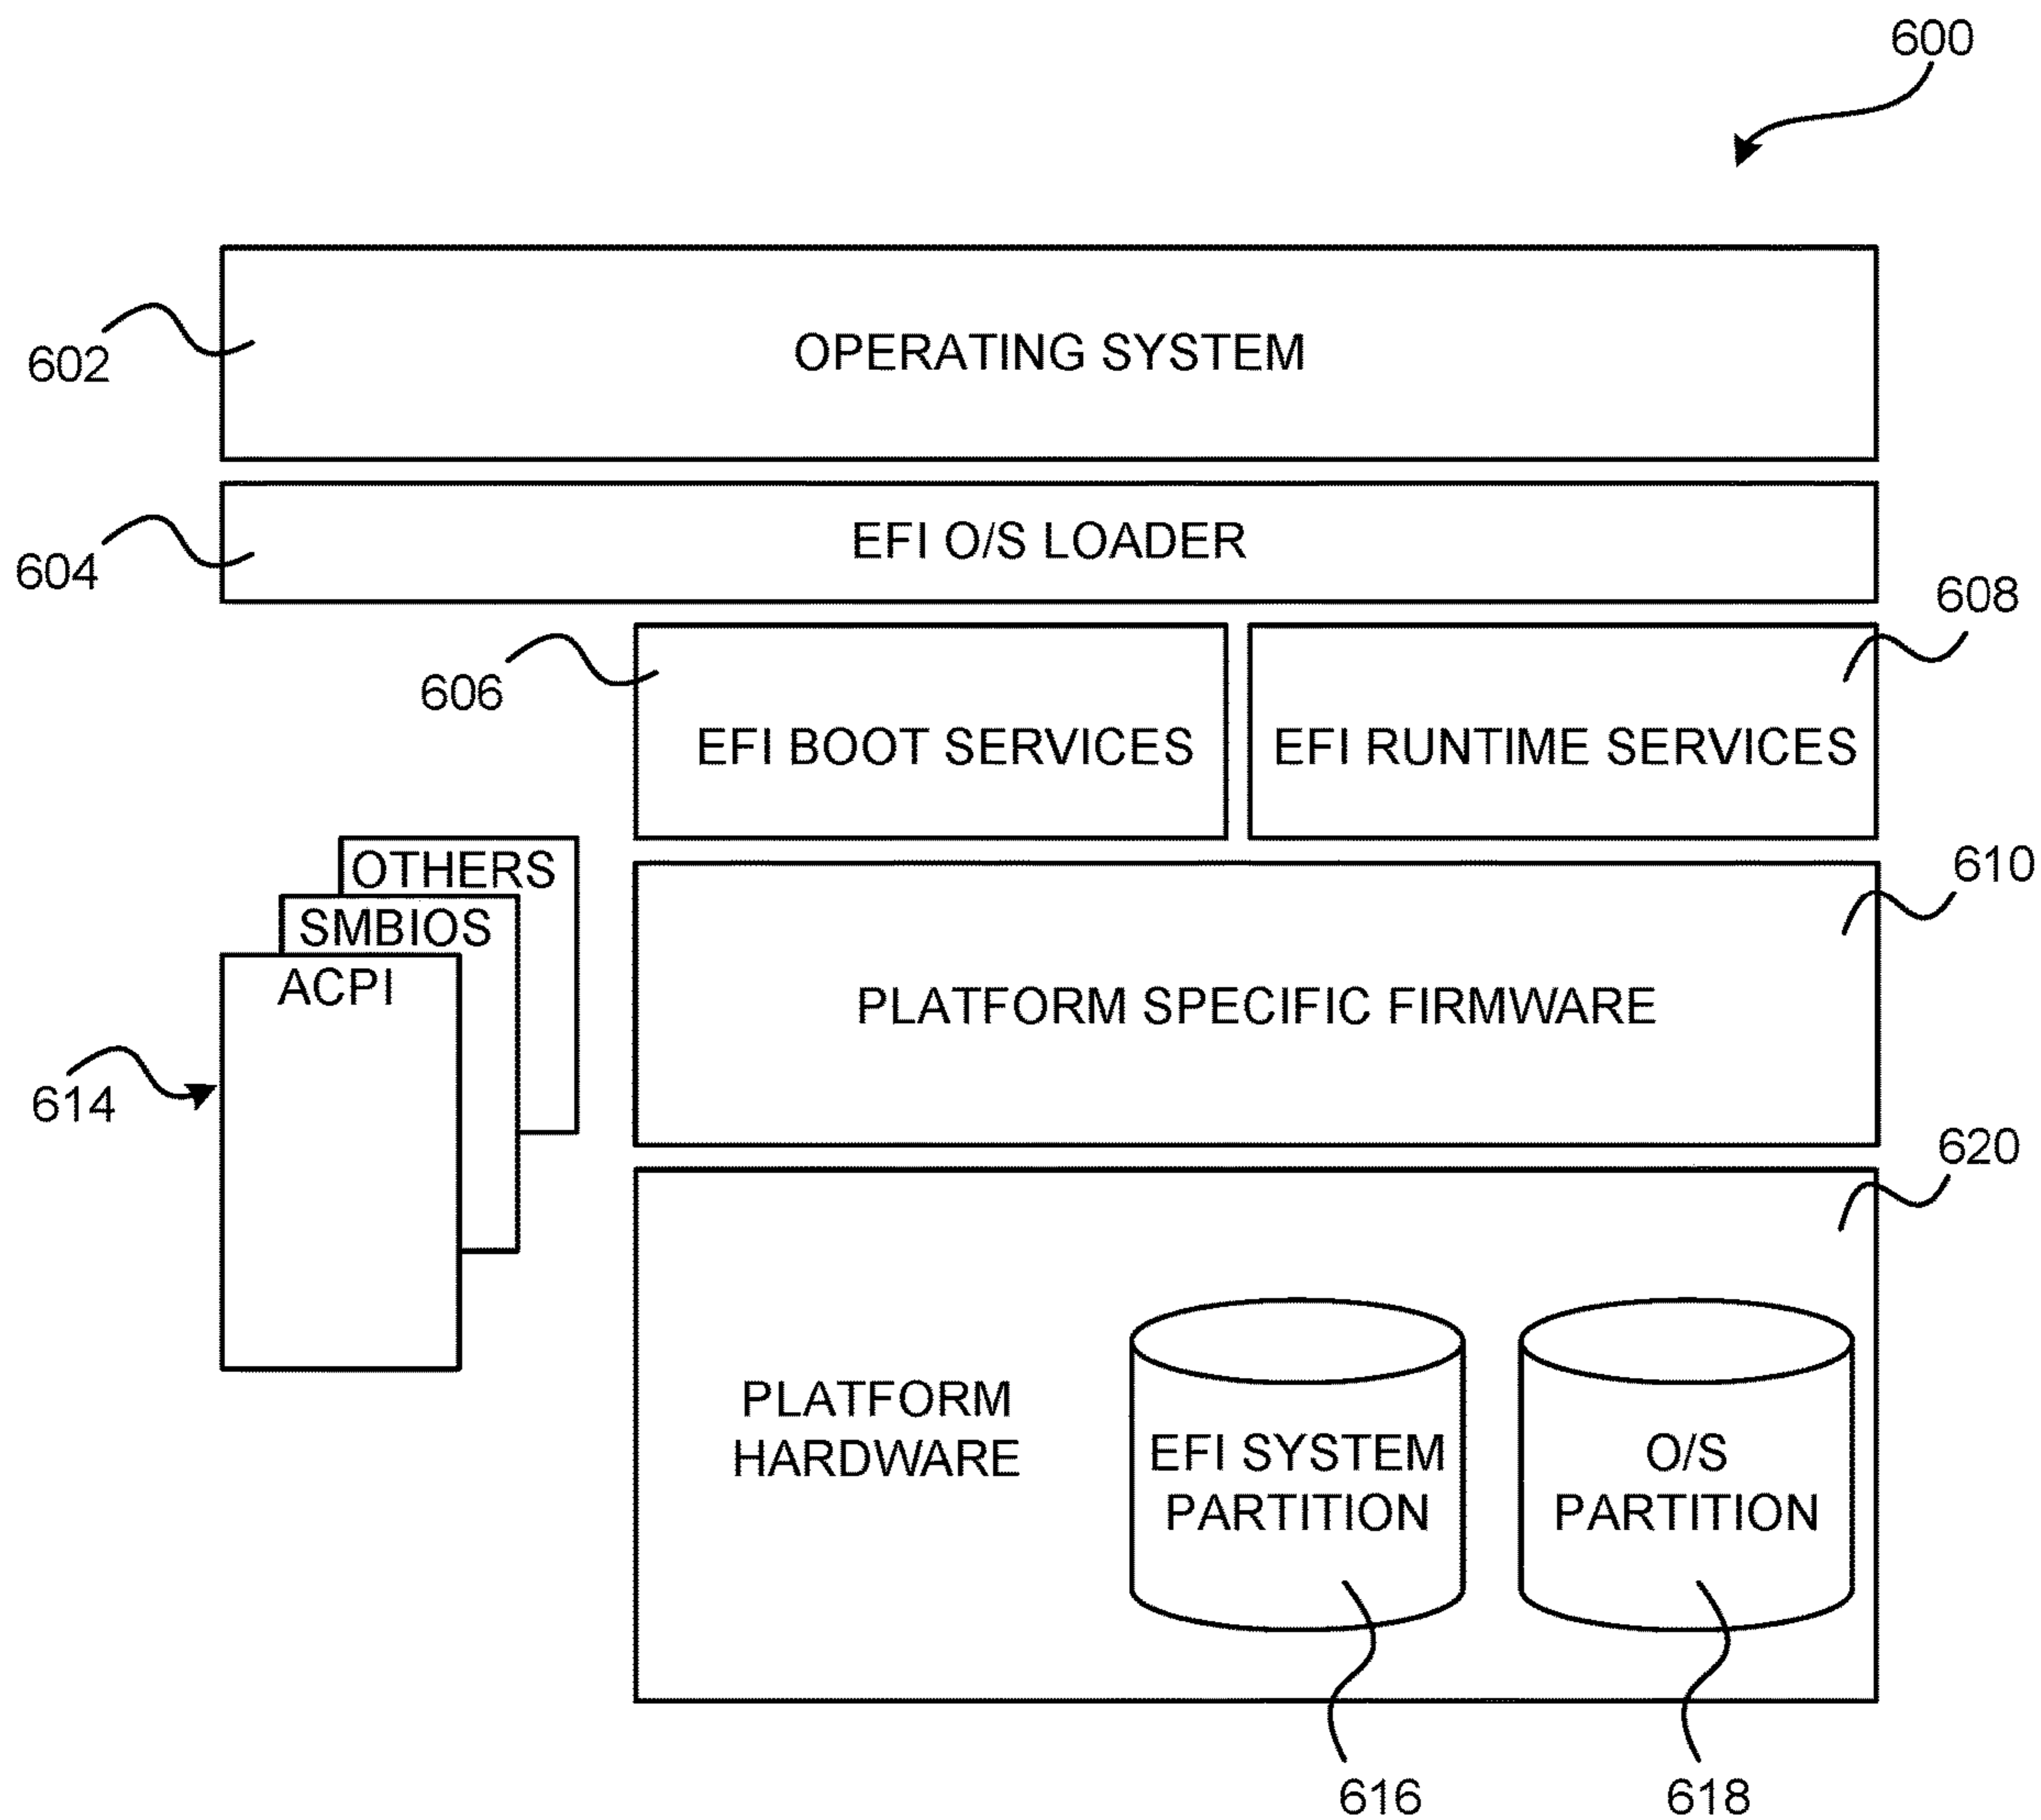 600
OPERATING SYSTEM
602
EFI O/S LOADER
604
608
606
EFI BOOT SERVICES
EFI RUNTIME SERVICES
OTHERS
SMBIOS
ACPI
610
PLATFORM SPECIFIC FIRMWARE
614
620
PLATFORM
HARDWARE
EFI SYSTEM
PARTITION
O/S
PARTITION
616
618